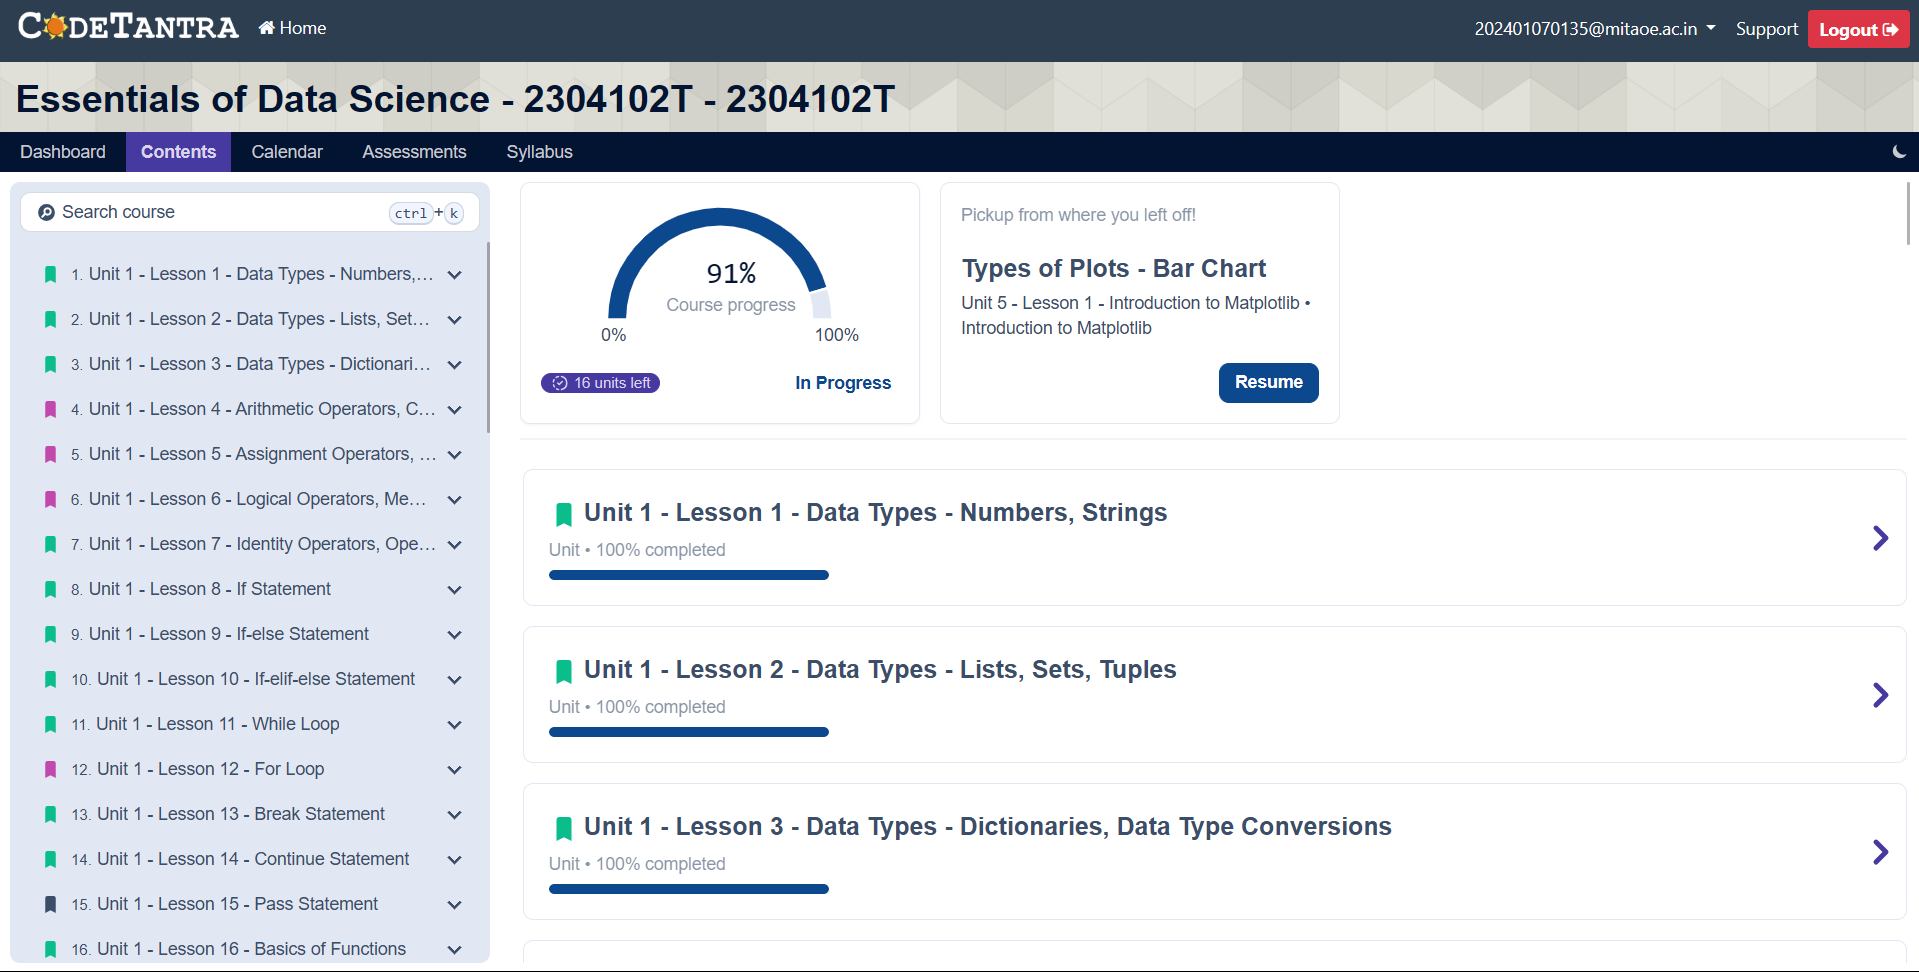 CODETANTRA Home 202401070135@mitaoe.ac.in Support Logout
Essentials of Data Science - 2304102T - 2304102T
Dashboard Contents Calendar Assessments Syllabus
Search course ctrl+k
1. Unit 1 - Lesson 1 - Data Types - Numbers,...
2. Unit 1 - Lesson 2 - Data Types - Lists, Set...
3. Unit 1 - Lesson 3 - Data Types - Dictionari...
4. Unit 1 - Lesson 4 - Arithmetic Operators, C...
5. Unit 1 - Lesson 5 - Assignment Operators, ...
6. Unit 1 - Lesson 6 - Logical Operators, Me...
7. Unit 1 - Lesson 7 - Identity Operators, Ope...
8. Unit 1 - Lesson 8 - If Statement
9. Unit 1 - Lesson 9 - If-else Statement
10. Unit 1 - Lesson 10 - If-elif-else Statement
11. Unit 1 - Lesson 11 - While Loop
12. Unit 1 - Lesson 12 - For Loop
13. Unit 1 - Lesson 13 - Break Statement
14. Unit 1 - Lesson 14 - Continue Statement
15. Unit 1 - Lesson 15 - Pass Statement
16. Unit 1 - Lesson 16 - Basics of Functions
91%
Course progress
0% 100%
16 units left In Progress
Pickup from where you left off!
Types of Plots - Bar Chart
Unit 5 - Lesson 1 - Introduction to Matplotlib •
Introduction to Matplotlib
Resume
Unit 1 - Lesson 1 - Data Types - Numbers, Strings
Unit • 100% completed
Unit 1 - Lesson 2 - Data Types - Lists, Sets, Tuples
Unit • 100% completed
Unit 1 - Lesson 3 - Data Types - Dictionaries, Data Type Conversions
Unit • 100% completed